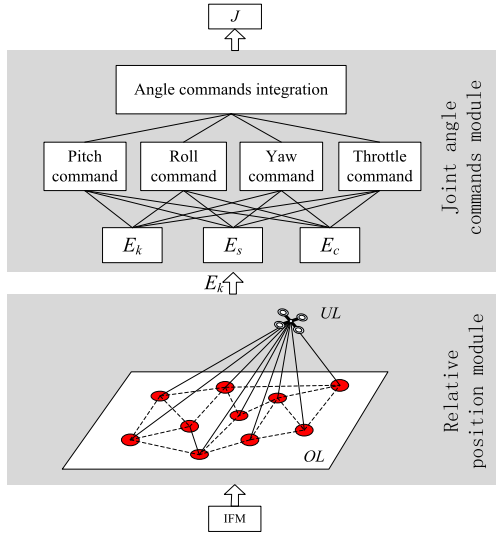 J
Angle commands integration
Pitch
command
Roll
command
Yaw
command
Throttle
command
Joint angle
commands module
Ek
Es
Ec
Ek
UL
Relative
position module
OL
IFM